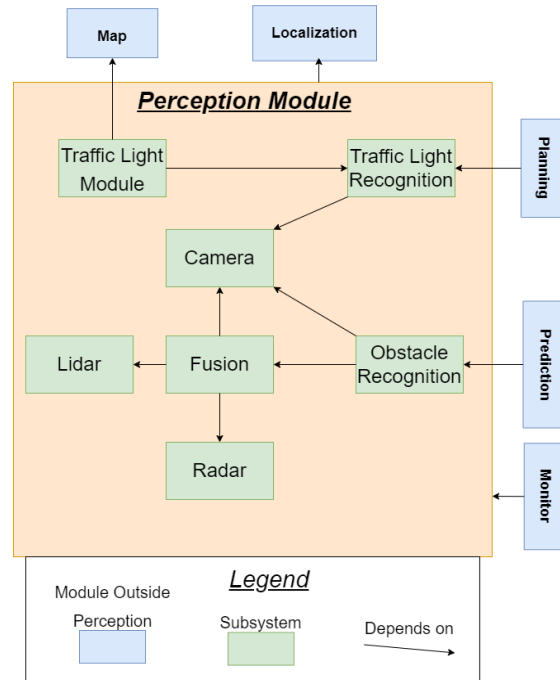 Map
Localization
Perception Module
Traffic Light
Module
Traffic Light
Recognition
Planning
Camera
Lidar
Fusion
Obstacle
Recognition
Prediction
Radar
Monitor
Legend
Module Outside
Perception
Subsystem
Depends on